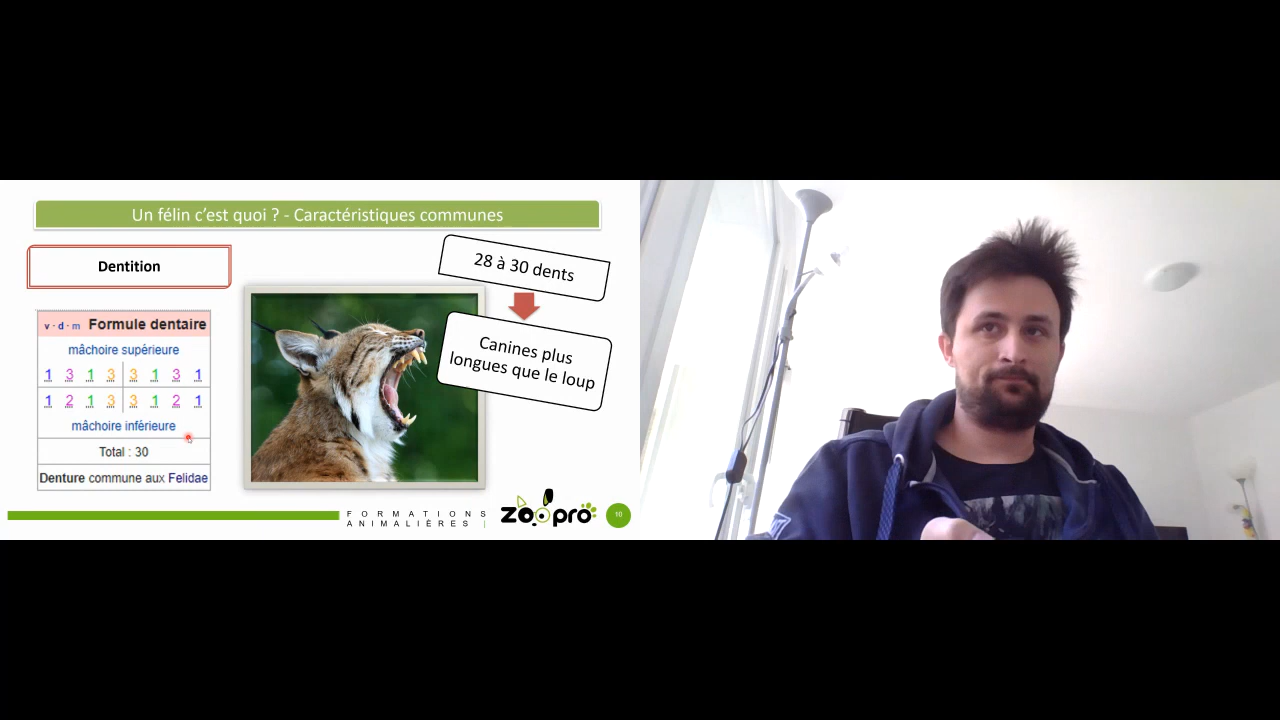 Un félin c’est quoi ? - Caractéristiques communes
Dentition
28 à 30 dents
Canines plus
longues que le loup
v · d · m Formule dentaire
mâchoire supérieure
1 3 1 3 3 1 3 1
1 2 1 3 3 1 2 1
mâchoire inférieure
Total : 30
Denture commune aux Felidae
FORMATIONS
ANIMALIÈRES |
zoopro
10